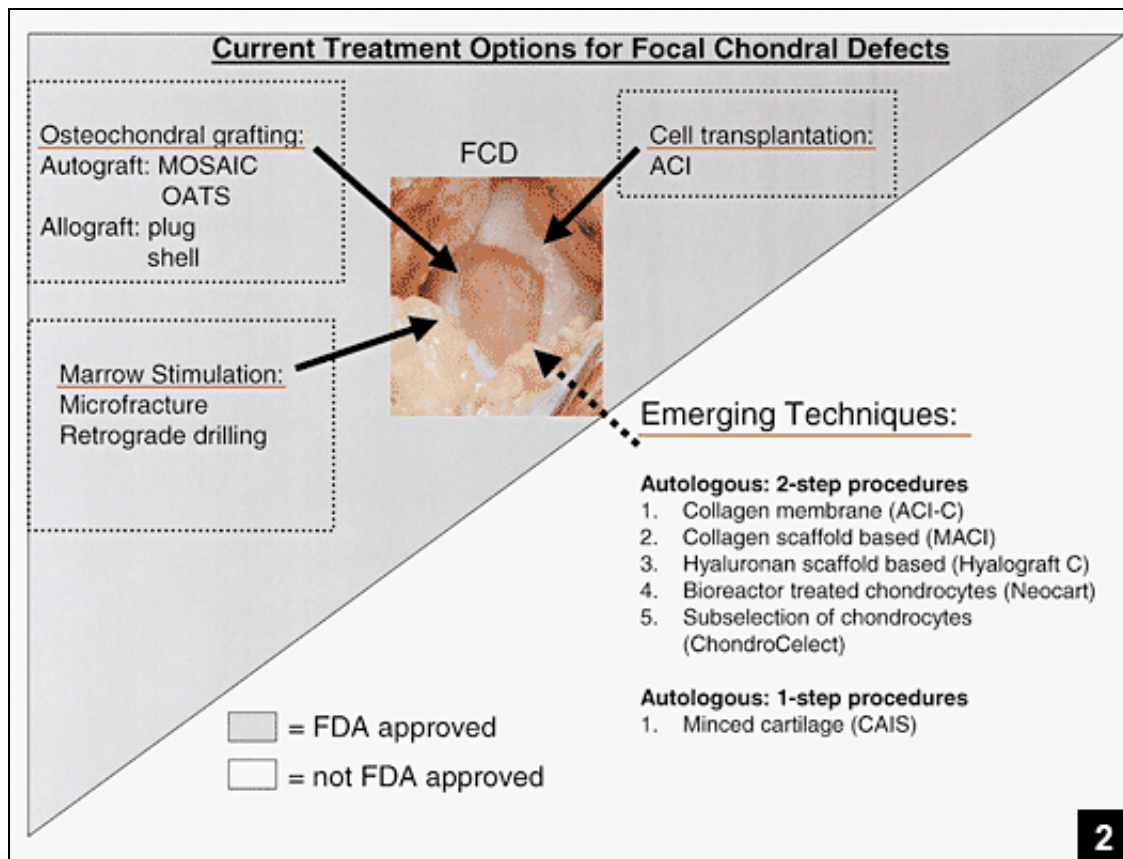 Current Treatment Options for Focal Chondral Defects
Osteochondral grafting:
Autograft: MOSAIC
OATS
Allograft: plug
shell
FCD
Cell transplantation:
ACI
Marrow Stimulation:
Microfracture
Retrograde drilling
Emerging Techniques:
Autologous: 2-step procedures
1. Collagen membrane (ACI-C)
2. Collagen scaffold based (MACI)
3. Hyaluronan scaffold based (Hyalograft C)
4. Bioreactor treated chondrocytes (Neocart)
5. Subselection of chondrocytes
(ChondroCelect)
Autologous: 1-step procedures
1. Minced cartilage (CAIS)
= FDA approved
= not FDA approved
2